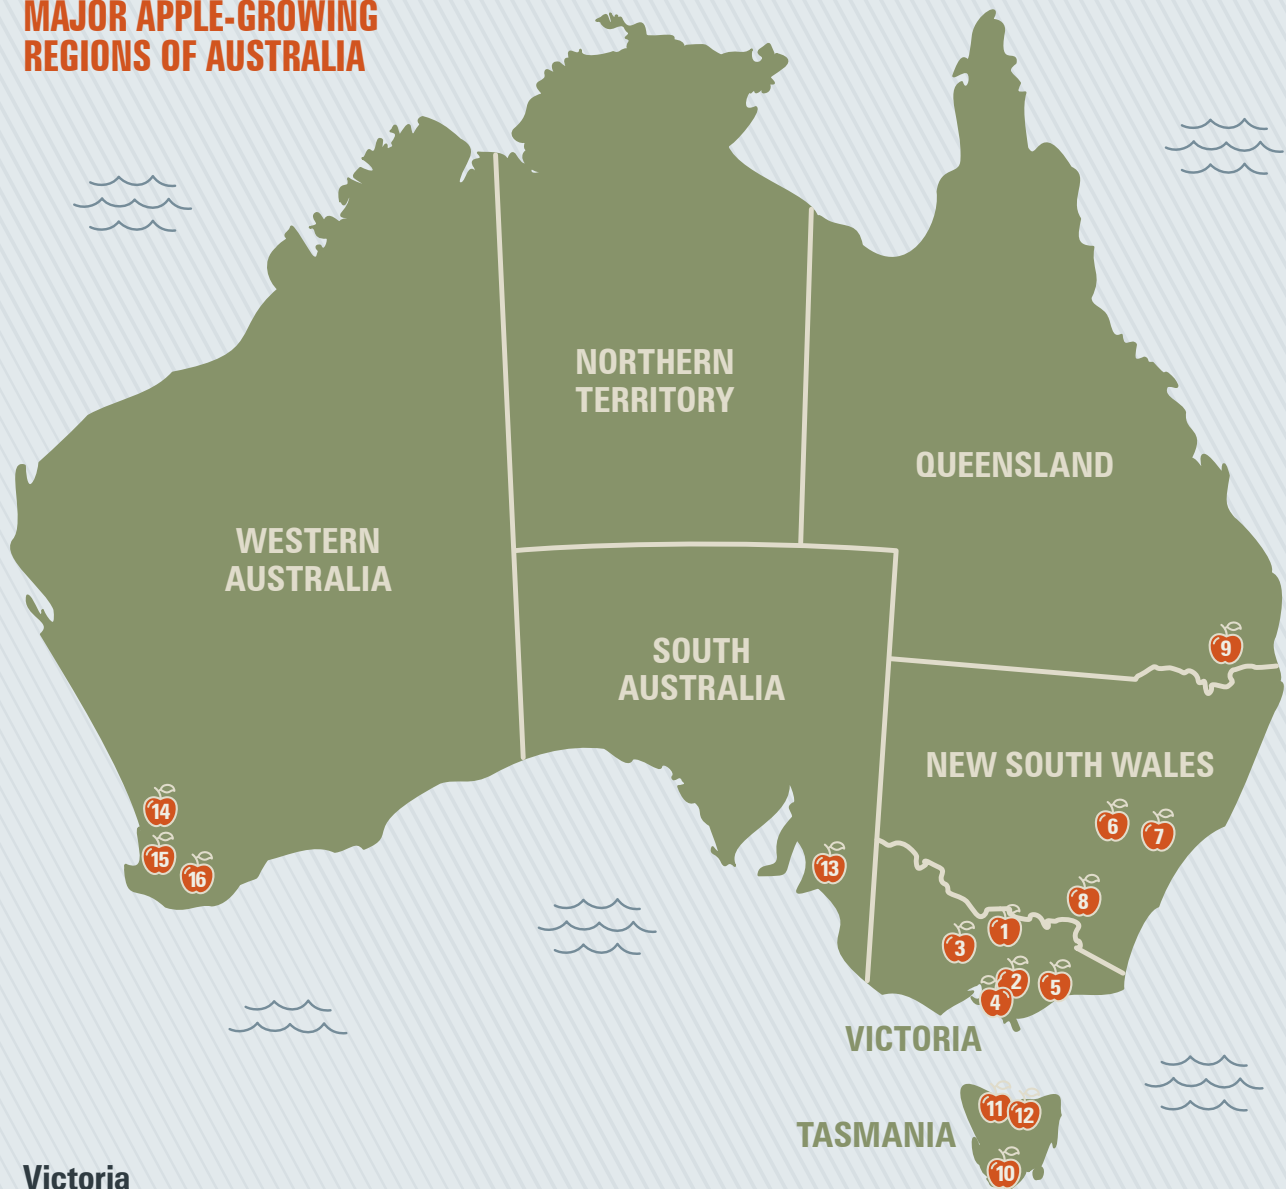 MAJOR APPLE-GROWING
REGIONS OF AUSTRALIA
NORTHERN
TERRITORY
QUEENSLAND
WESTERN
AUSTRALIA
SOUTH
AUSTRALIA
9
NEW SOUTH WALES
14
6
7
15
13
16
8
1
3
2
5
4
VICTORIA
11
12
TASMANIA
10
Victoria